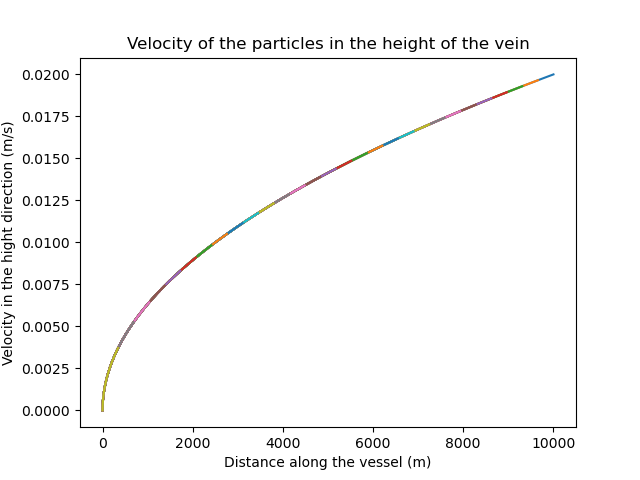 Velocity of the particles in the height of the vein
0.0200
0.0175
0.0150
0.0125
0.0100
0.0075
0.0050
0.0025
0.0000
Velocity in the hight direction (m/s)
0 2000 4000 6000 8000 10000
Distance along the vessel (m)